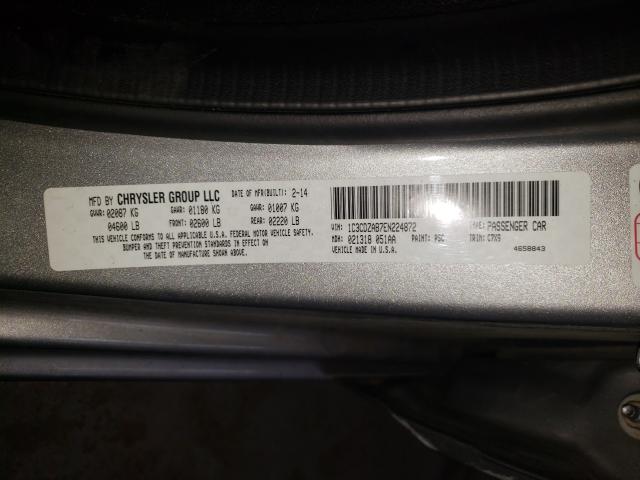 MFD BY CHRYSLER GROUP LLC DATE OF MFR(BUILT): 2-14
GVWR: 02087 KG GAWR: 01180 KG GAWR: 01007 KG
04600 LB FRONT: 02600 LB REAR: 02220 LB
THIS VEHICLE CONFORMS TO ALL APPLICABLE U.S.A. FEDERAL MOTOR VEHICLE SAFETY,
BUMPER AND THEFT PREVENTION STANDARDS IN EFFECT ON
THE DATE OF MANUFACTURE SHOWN ABOVE.
VIN: 1C3CDZAB7EN224872 TYPE: PASSENGER CAR
MDH: 021318 051AA PAINT: PSC TRIM: C7X9
VEHICLE MADE IN U.S.A. 4658843